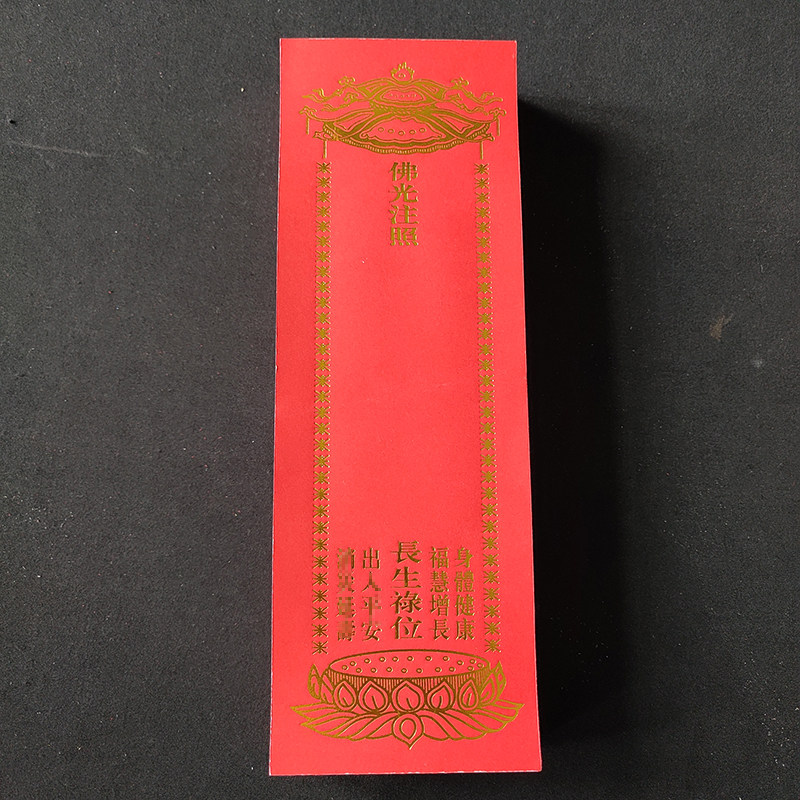 佛光注照
身體健康
福慧增長
長生祿位
出入平安
消災延壽